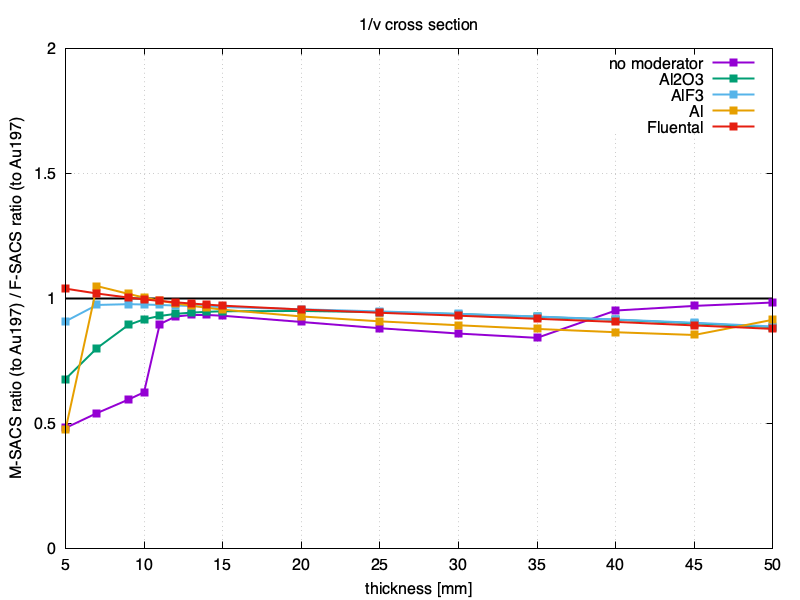 1/v cross section
M-SACS ratio (to Au197) / F-SACS ratio (to Au197)
2
1.5
1
0.5
0
no moderator
Al2O3
AlF3
Al
Fluental
5 10 15 20 25 30 35 40 45 50
thickness [mm]